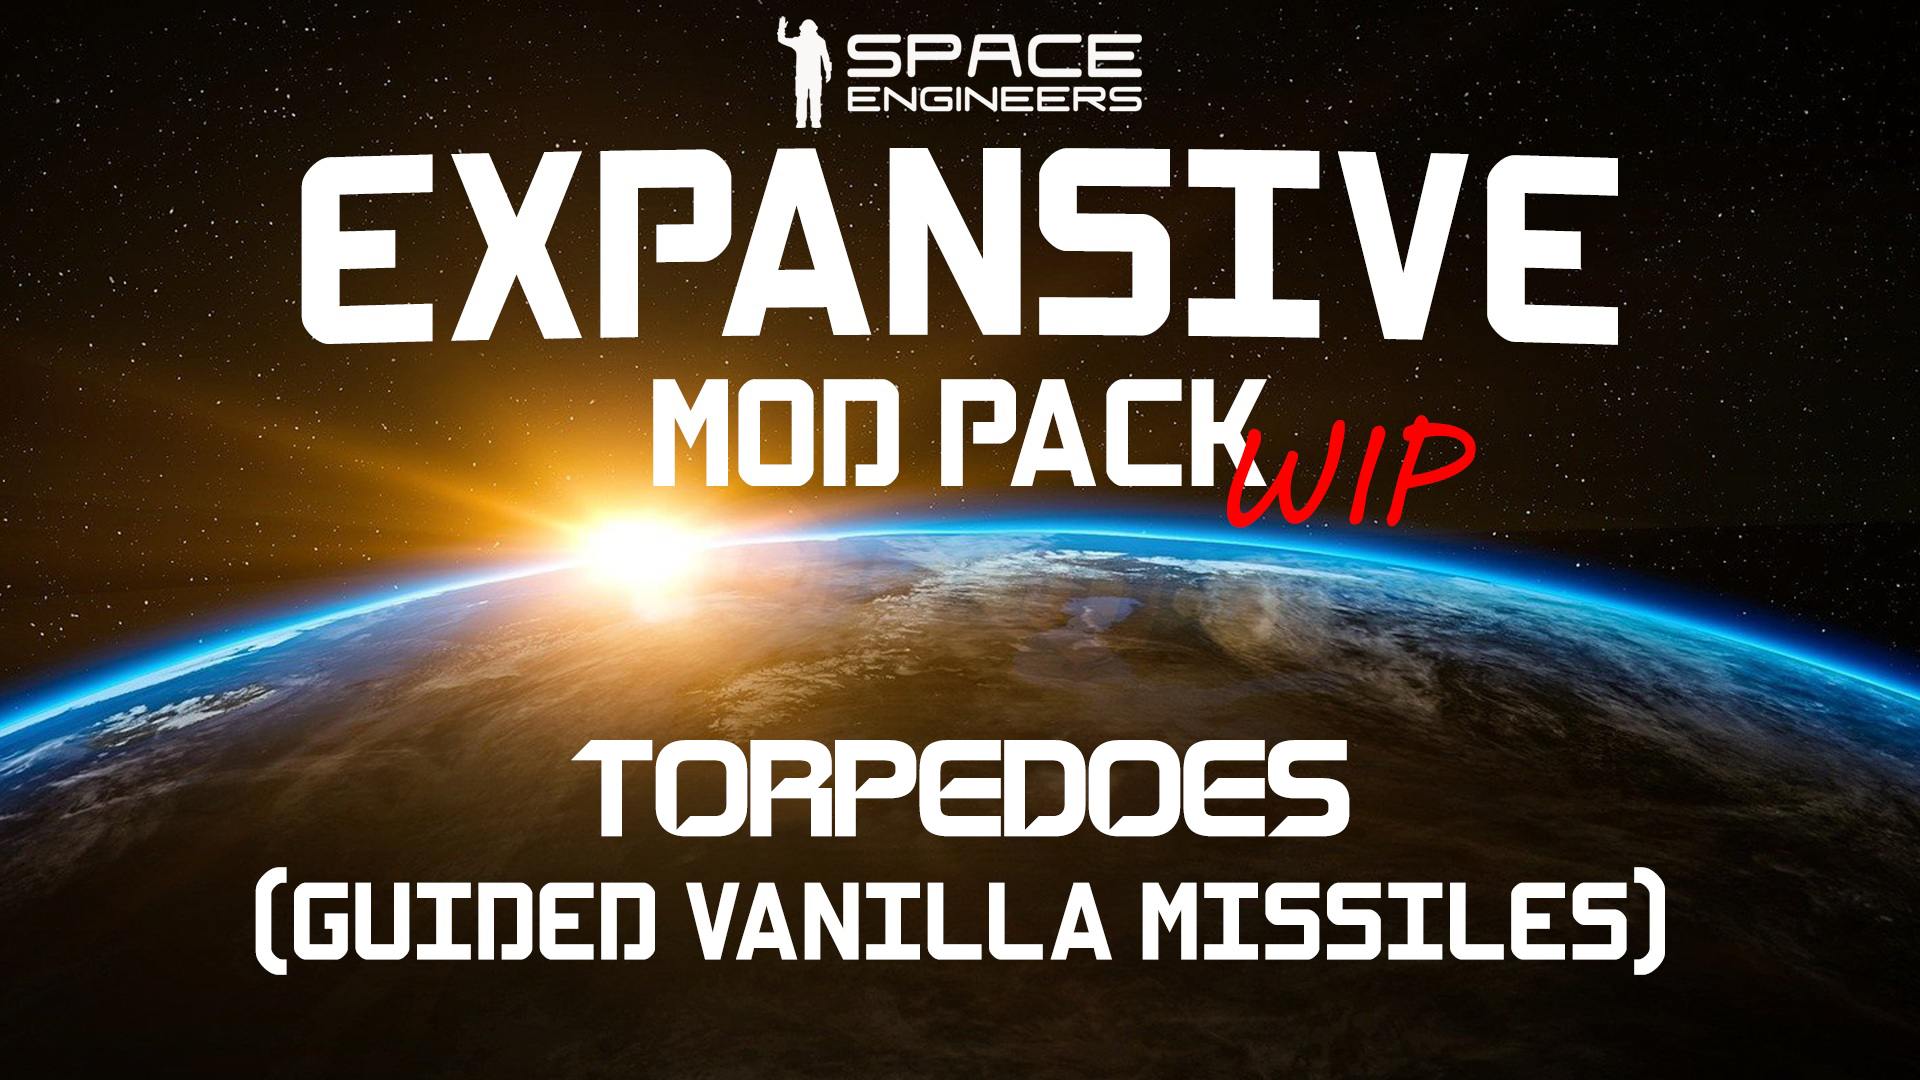 SPACE
ENGINEERS
EXPANSIVE
MOD PACK
WIP
TORPEDOES
(GUIDED VANILLA MISSILES)